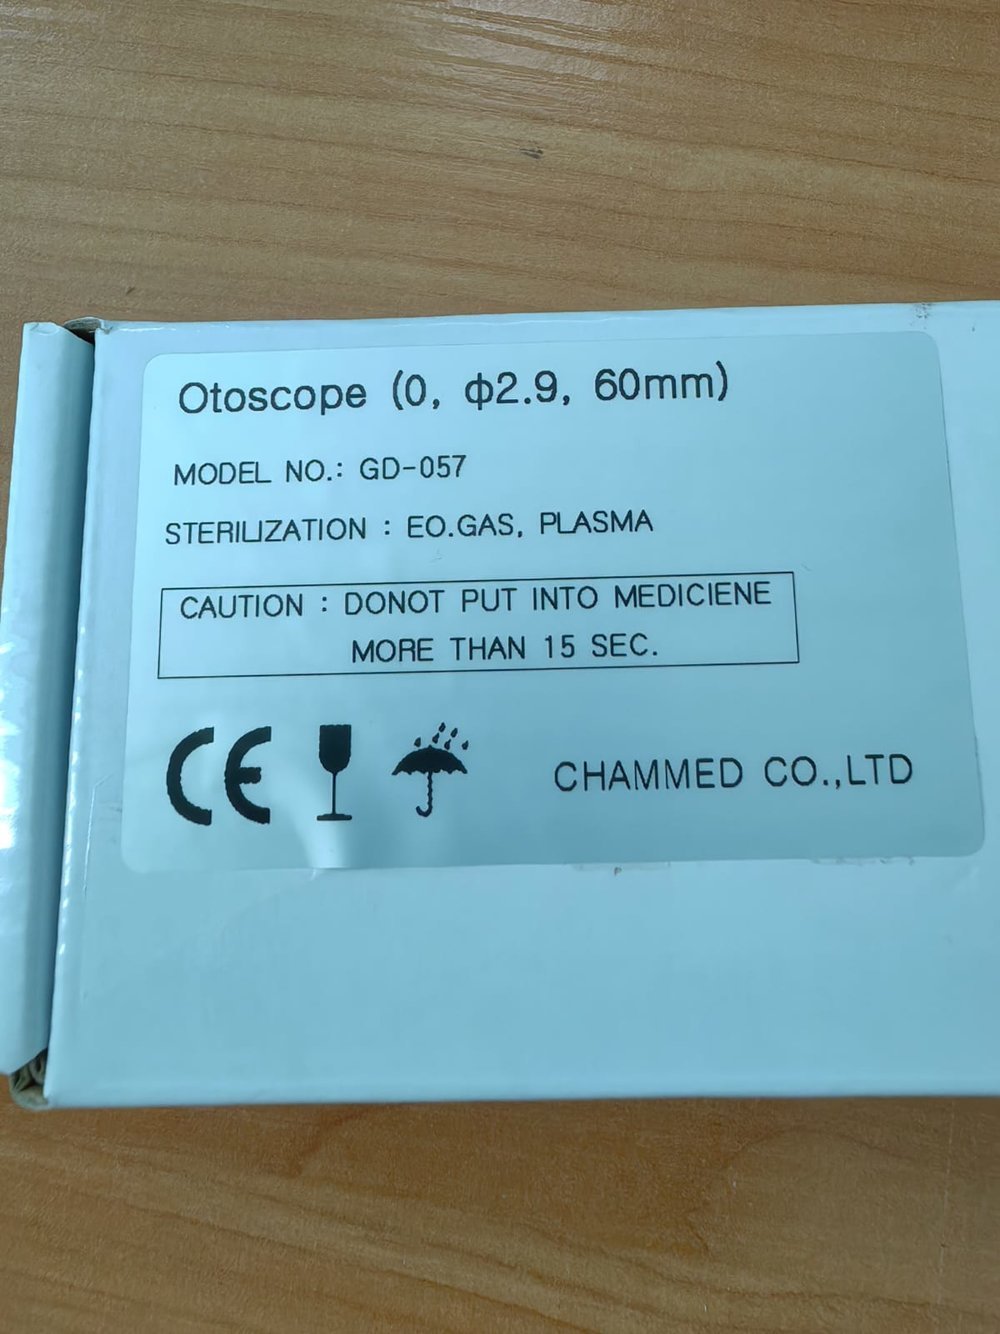 Otoscope (0, ф2.9, 60mm)
MODEL NO.: GD-057
STERILIZATION : EO.GAS, PLASMA
CAUTION : DONOT PUT INTO MEDICIENE
MORE THAN 15 SEC.
CE
CHAMMED CO.,LTD